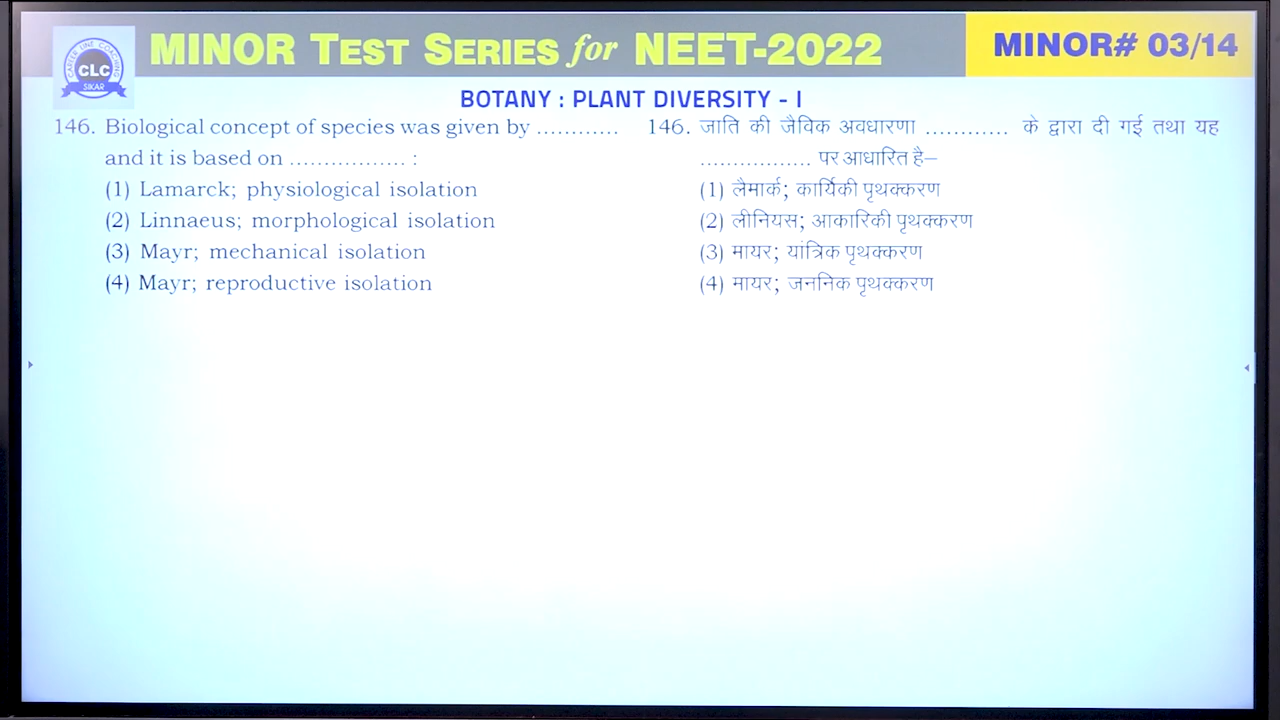 CAREER LINE COACHING
CLC
SIKAR
MINOR TEST SERIES for NEET-2022
MINOR# 03/14
BOTANY : PLANT DIVERSITY - I
146. Biological concept of species was given by ............
and it is based on ................. :
(1) Lamarck; physiological isolation
(2) Linnaeus; morphological isolation
(3) Mayr; mechanical isolation
(4) Mayr; reproductive isolation
146. जाति की जैविक अवधारणा ............ के द्वारा दी गई तथा यह
................ पर आधारित है–
(1) लैमार्क; कार्यिकी पृथक्करण
(2) लीनियस; आकारिकी पृथक्करण
(3) मायर; यांत्रिक पृथक्करण
(4) मायर; जननिक पृथक्करण